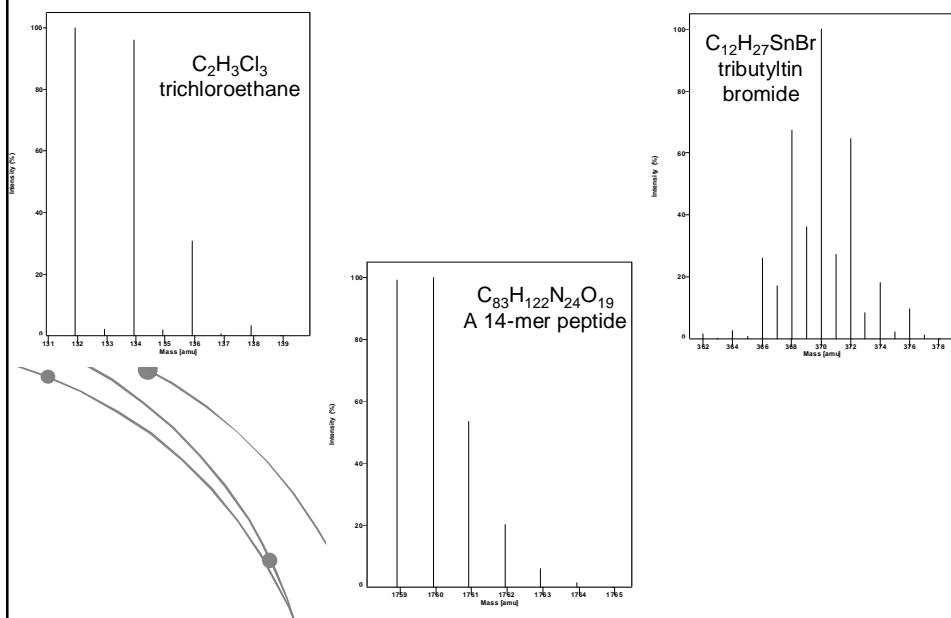 C₂H₃Cl₃
trichloroethane
100
80
60
40
20
0
Intensity (%)
131 132 133 134 135 136 137 138 139
Mass [amu]
C₈₃H₁₂₂N₂₄O₁₉
A 14-mer peptide
100
80
60
40
20
0
Intensity (%)
1759 1760 1761 1762 1763 1764 1765
Mass [amu]
C₁₂H₂₇SnBr
tributyltin
bromide
100
80
60
40
20
0
Intensity (%)
362 364 366 368 370 372 374 376 378
Mass [amu]